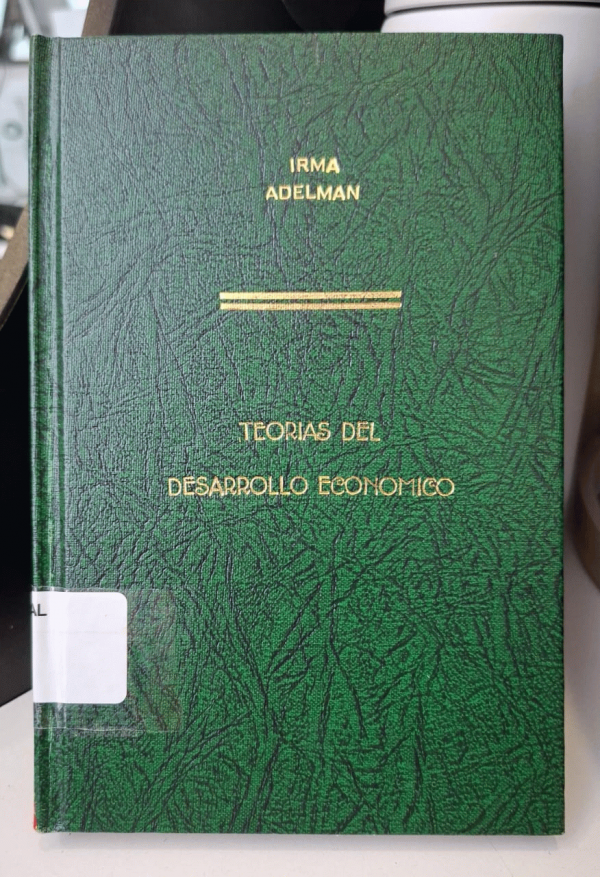 IRMA
ADELMAN
TEORIAS DEL
DESARROLLO ECONOMICO
AL